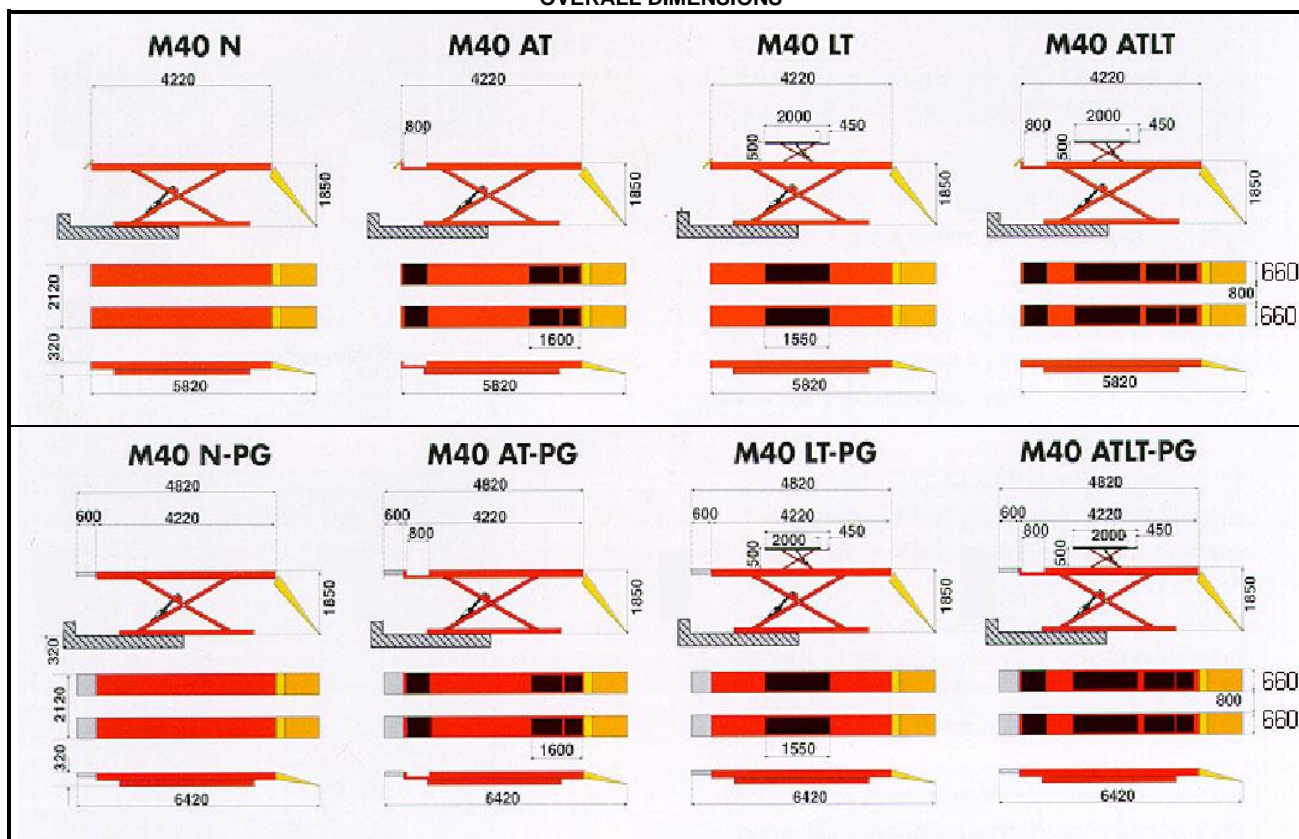 OVERALL DIMENSIONS
M40 N M40 AT M40 LT M40 ATLT
4220 4220 4220 4220
800 2000 450 800 2000 450
500 500
1850 1850 1850 1850
2120 660
800
660
320 1600 1550
5820 5820 5820 5820
M40 N-PG M40 AT-PG M40 LT-PG M40 ATLT-PG
4820 4820 4820 4820
600 4220 600 4220 600 4220 600 4220
800 2000 450 800 2000 450
500 500
1850 1850 1850 1850
320
2120 660
800
660
320 1600 1550
6420 6420 6420 6420